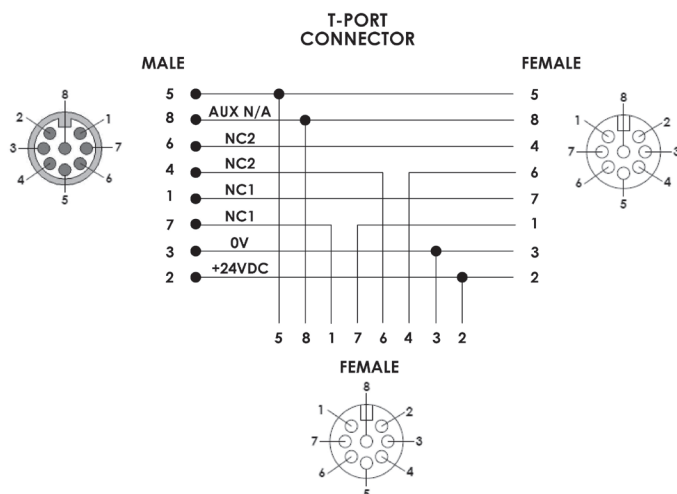 T-PORT
CONNECTOR
MALE
FEMALE
5
5
8 AUX N/A
8
6 NC2
4
4 NC2
6
1 NC1
7
7 NC1
1
3 0V
3
2 +24VDC
2
8
2 1
3 7
4 6
5
8
1 2
7 3
6 4
5
5 8 1 7 6 4 3 2
FEMALE
8
1 2
7 3
6 4
5